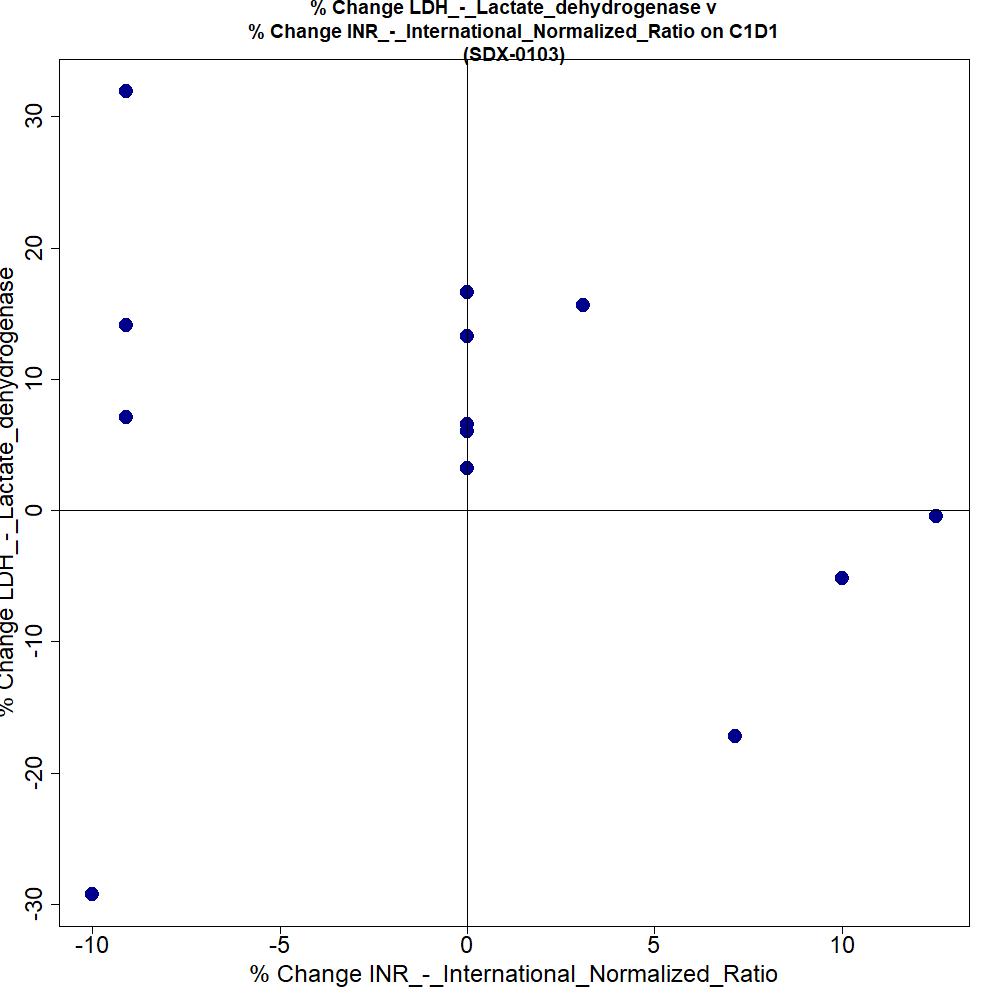 % Change LDH_-_Lactate_dehydrogenase v
% Change INR_-_International_Normalized_Ratio on C1D1
(SDX-0103)
% Change LDH_-_Lactate_dehydrogenase
30
20
10
0
-10
-20
-30
-10
-5
0
5
10
% Change INR_-_International_Normalized_Ratio